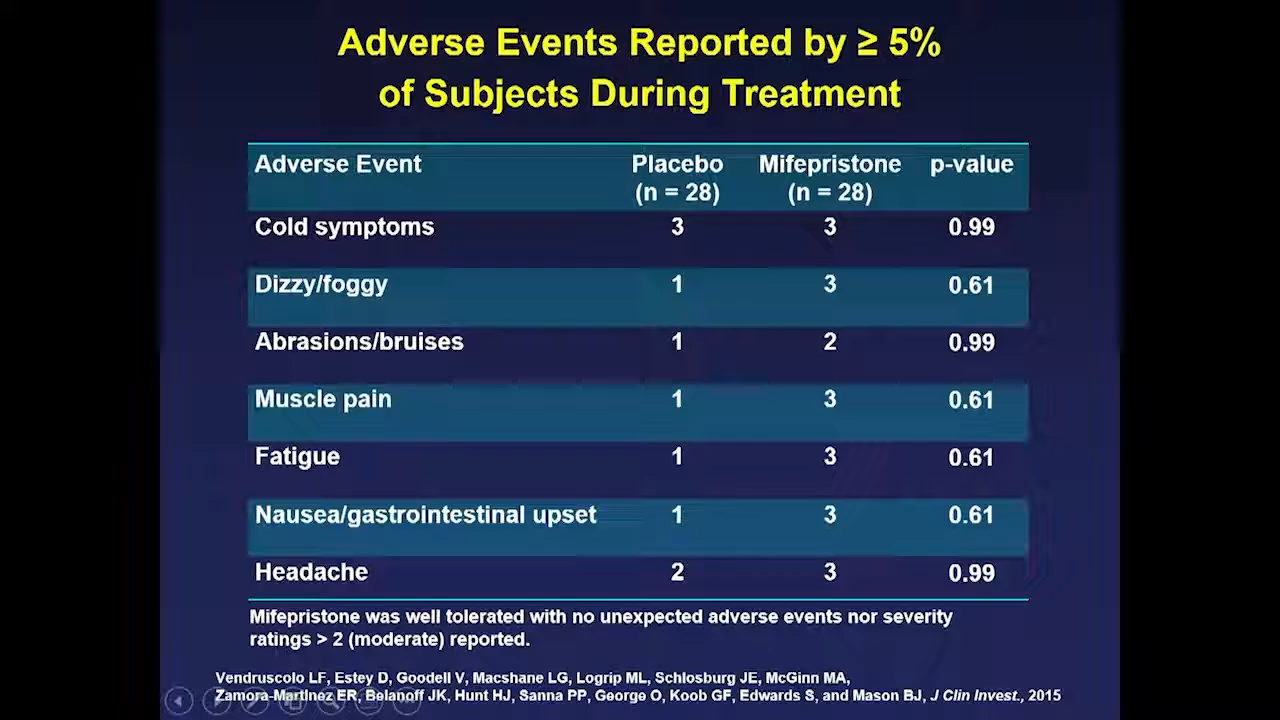 Adverse Events Reported by ≥ 5%
of Subjects During Treatment
Adverse Event Placebo Mifepristone p-value
(n = 28) (n = 28)
Cold symptoms 3 3 0.99
Dizzy/foggy 1 3 0.61
Abrasions/bruises 1 2 0.99
Muscle pain 1 3 0.61
Fatigue 1 3 0.61
Nausea/gastrointestinal upset 1 3 0.61
Headache 2 3 0.99
Mifepristone was well tolerated with no unexpected adverse events nor severity
ratings > 2 (moderate) reported.
Vendruscolo LF, Estey D, Goodell V, Macshane LG, Logrip ML, Schlosburg JE, McGinn MA,
Zamora-Martinez ER, Belanoff JK, Hunt HJ, Sanna PP, George O, Koob GF, Edwards S, and Mason BJ, J Clin Invest., 2015